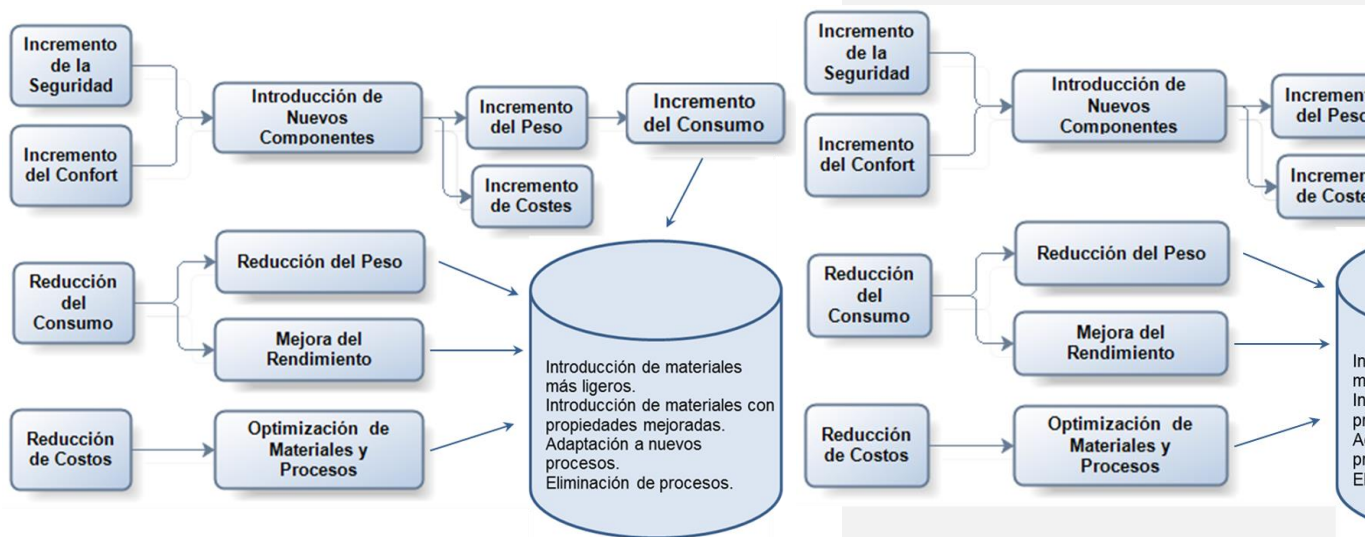 Incremento
de la
Seguridad
Incremento
del Confort
Introducción de
Nuevos
Componentes
Incremento
del Peso
Incremento
de Costes
Incremento
del Consumo
Reducción
del
Consumo
Reducción del Peso
Mejora del
Rendimiento
Reducción
de Costos
Optimización de
Materiales y
Procesos
Introducción de materiales
más ligeros.
Introducción de materiales con
propiedades mejoradas.
Adaptación a nuevos
procesos.
Eliminación de procesos.
Incremento
de la
Seguridad
Incremento
del Confort
Introducción de
Nuevos
Componentes
del Peso
de
Reducción
del
Consumo
Reducción del Peso
Mejora del
Rendimiento
Reducción
de Costos
Optimización de
Materiales y
Procesos